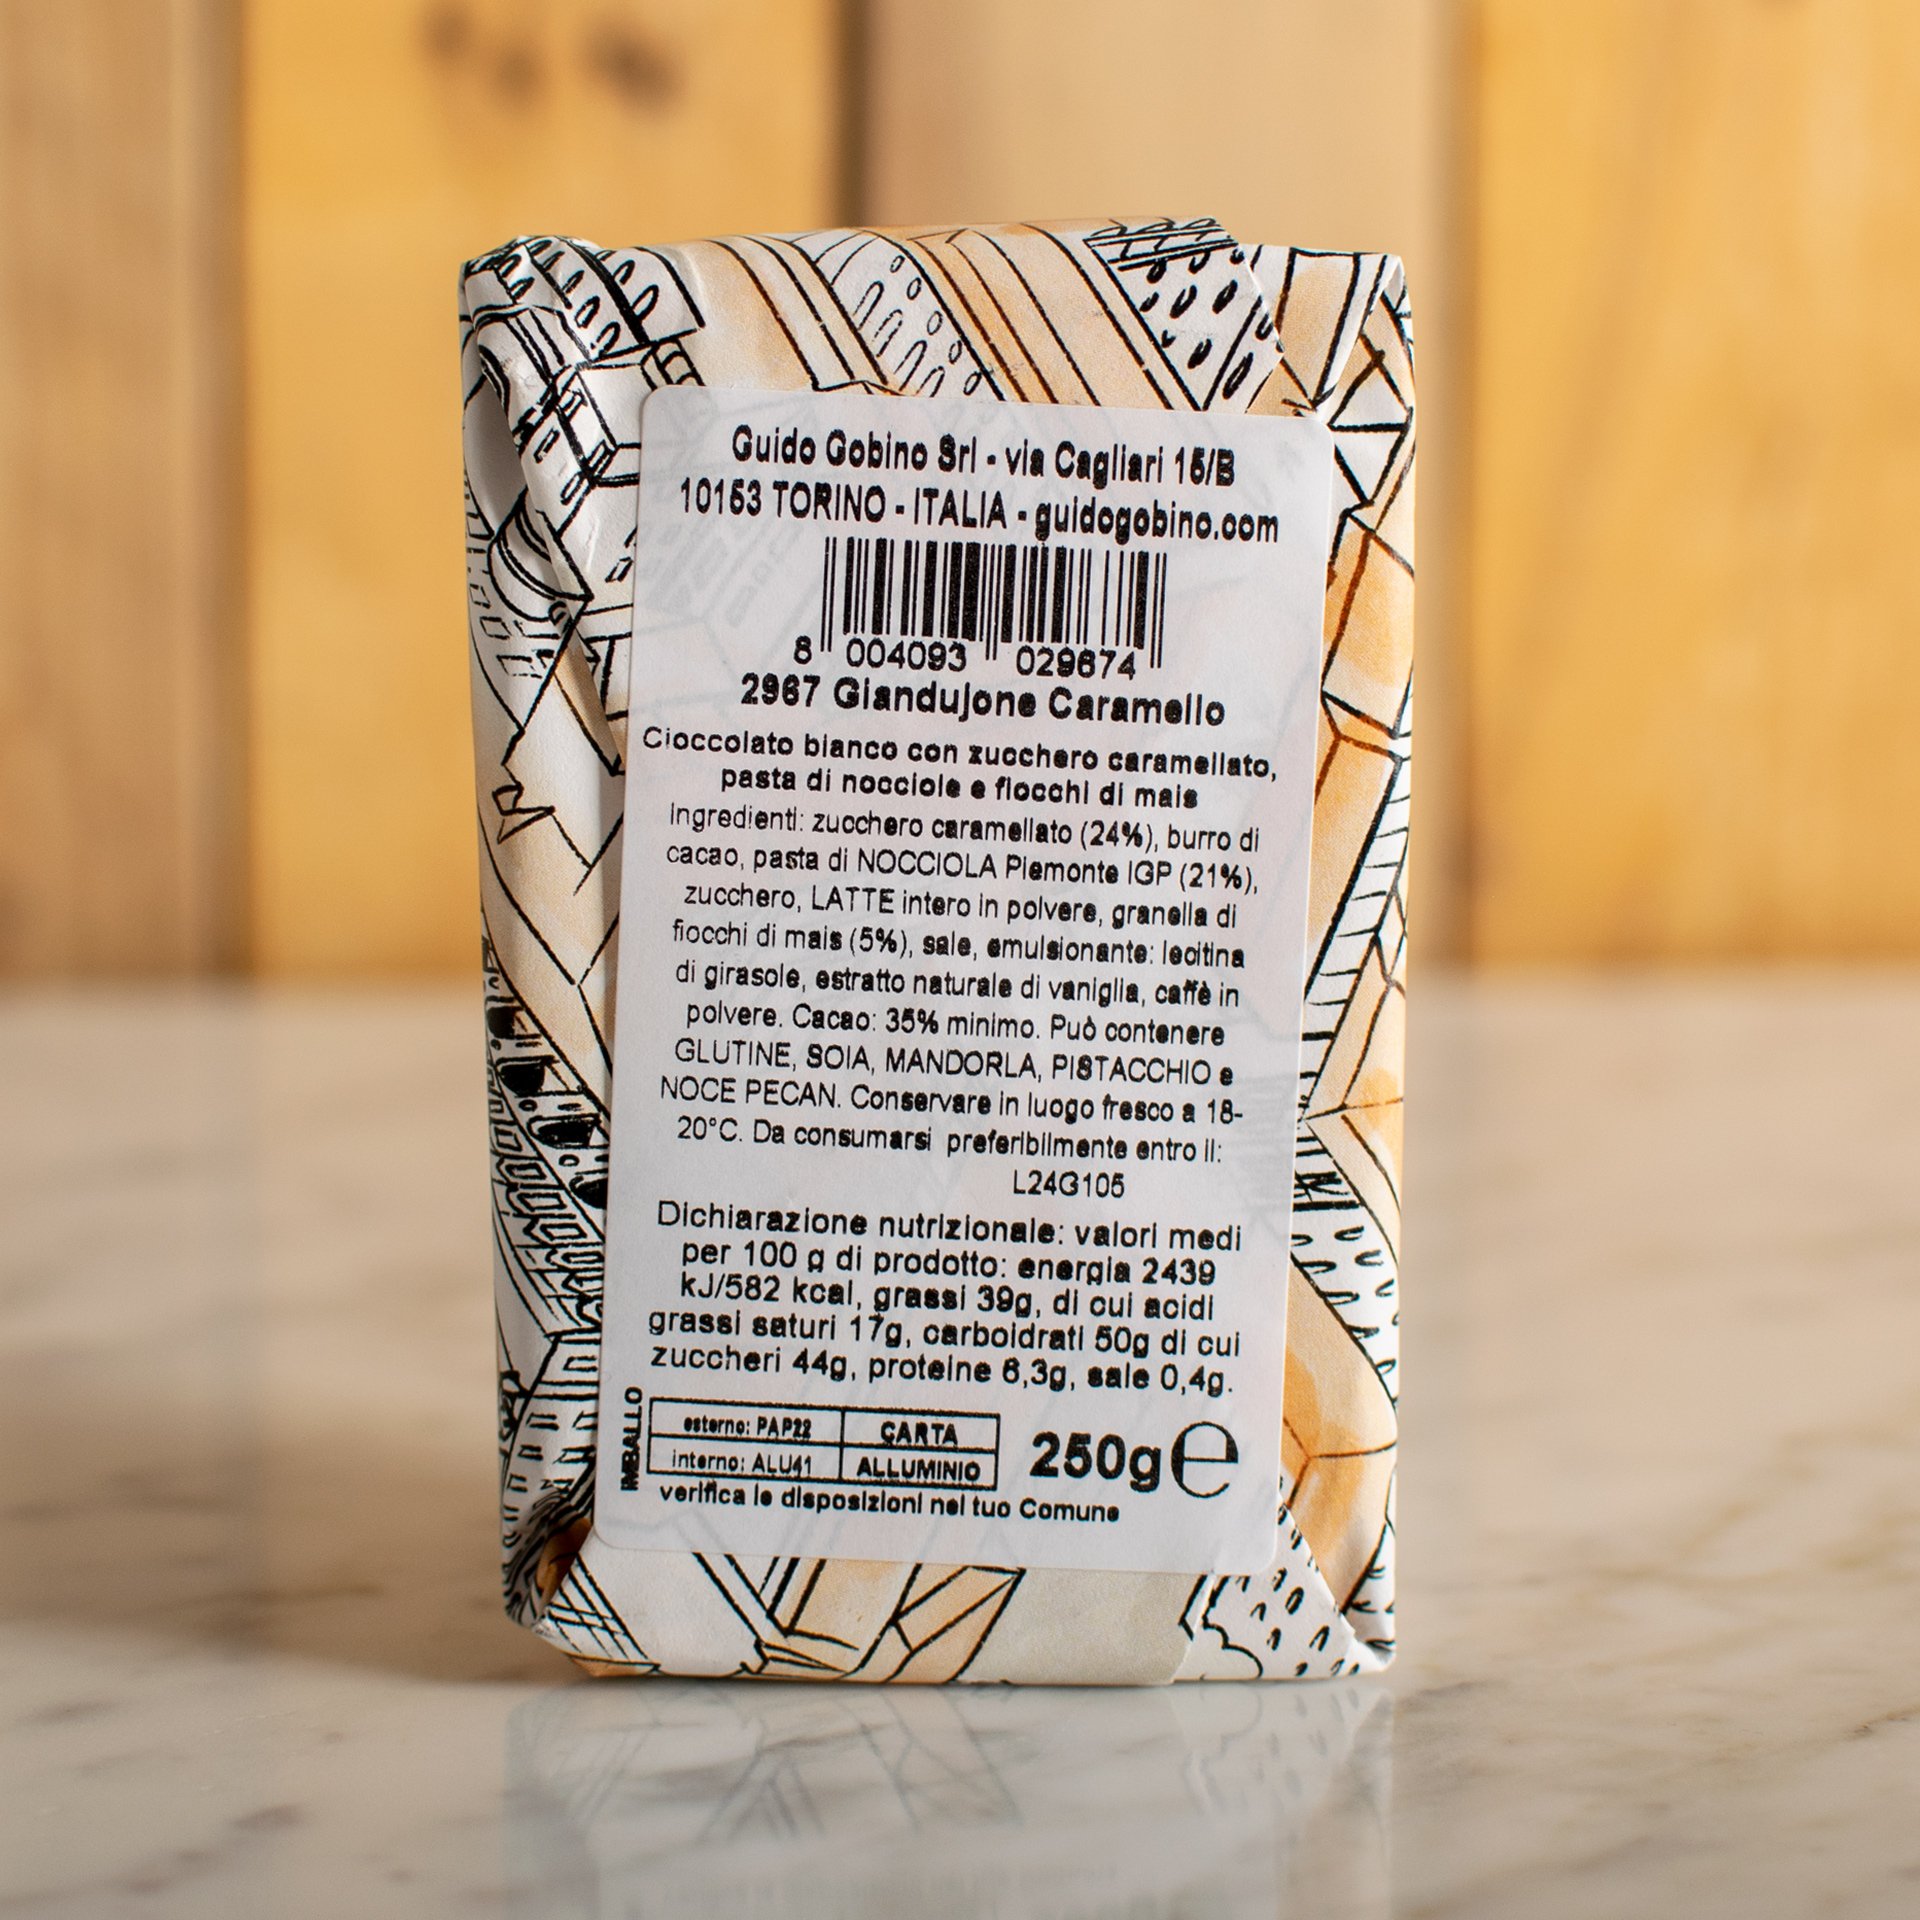 Guido Gobino Srl - via Cagliari 15/B
10153 TORINO - ITALIA - guidogobino.com
8 004093 029674
2967 Giandujone Caramello
Cioccolato bianco con zucchero caramellato,
pasta di nocciole e fiocchi di mais
Ingredienti: zucchero caramellato (24%), burro di
cacao, pasta di NOCCIOLA Piemonte IGP (21%),
zucchero, LATTE intero in polvere, granella di
fiocchi di mais (5%), sale, emulsionante: lecitina
di girasole, estratto naturale di vaniglia, caffè in
polvere. Cacao: 35% minimo. Può contenere
GLUTINE, SOIA, MANDORLA, PISTACCHIO e
NOCE PECAN. Conservare in luogo fresco a 18-
20°C. Da consumarsi preferibilmente entro il:
L24G105
Dichiarazione nutrizionale: valori medi
per 100 g di prodotto: energia 2439
kJ/582 kcal, grassi 39g, di cui acidi
grassi saturi 17g, carboidrati 50g di cui
zuccheri 44g, proteine 6,3g, sale 0,4g.
IMBALLO
esterno: PAP22 CARTA
interno: ALU41 ALLUMINIO
250g e
verifica le disposizioni nel tuo Comune